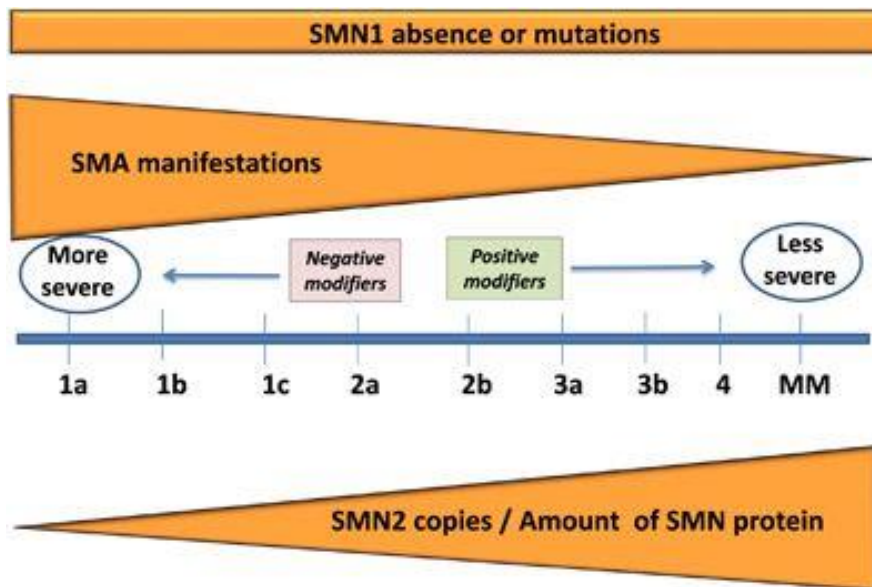 SMN1 absence or mutations
SMA manifestations
More
severe
Negative
modifiers
Positive
modifiers
Less
severe
1a 1b 1c 2a 2b 3a 3b 4 MM
SMN2 copies / Amount of SMN protein